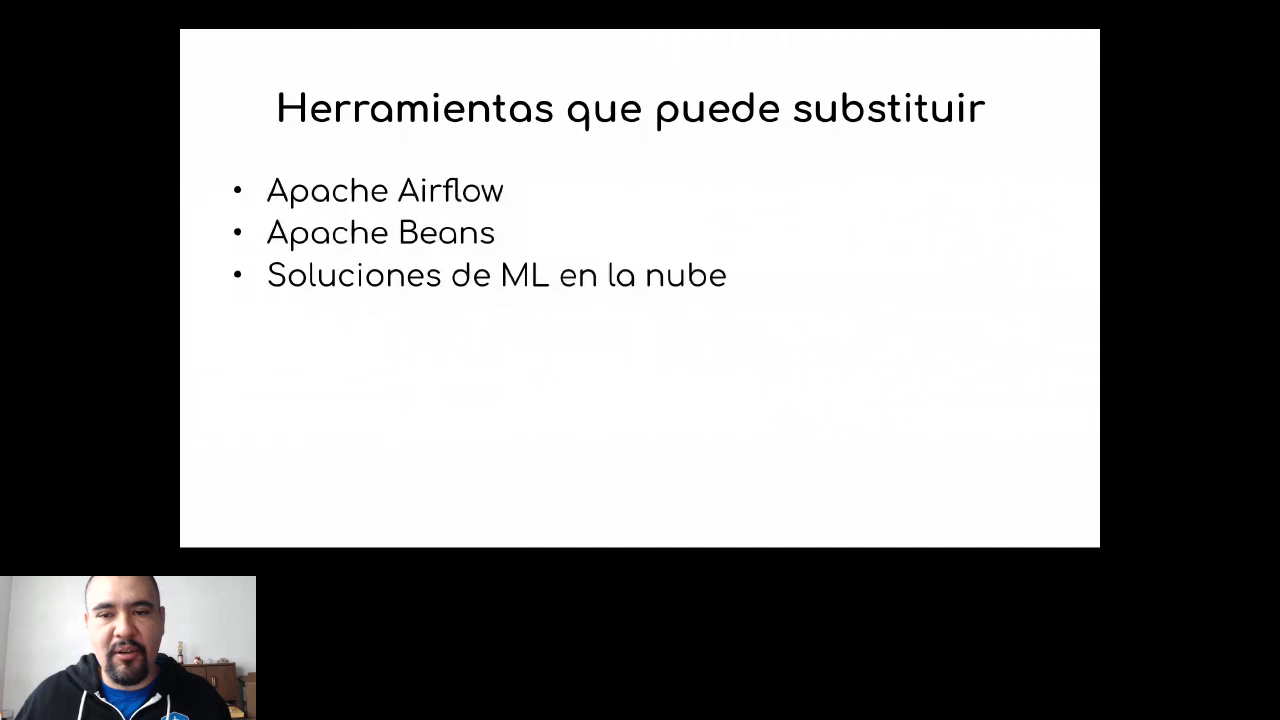 Herramientas que puede substituir
• Apache Airflow
• Apache Beans
• Soluciones de ML en la nube